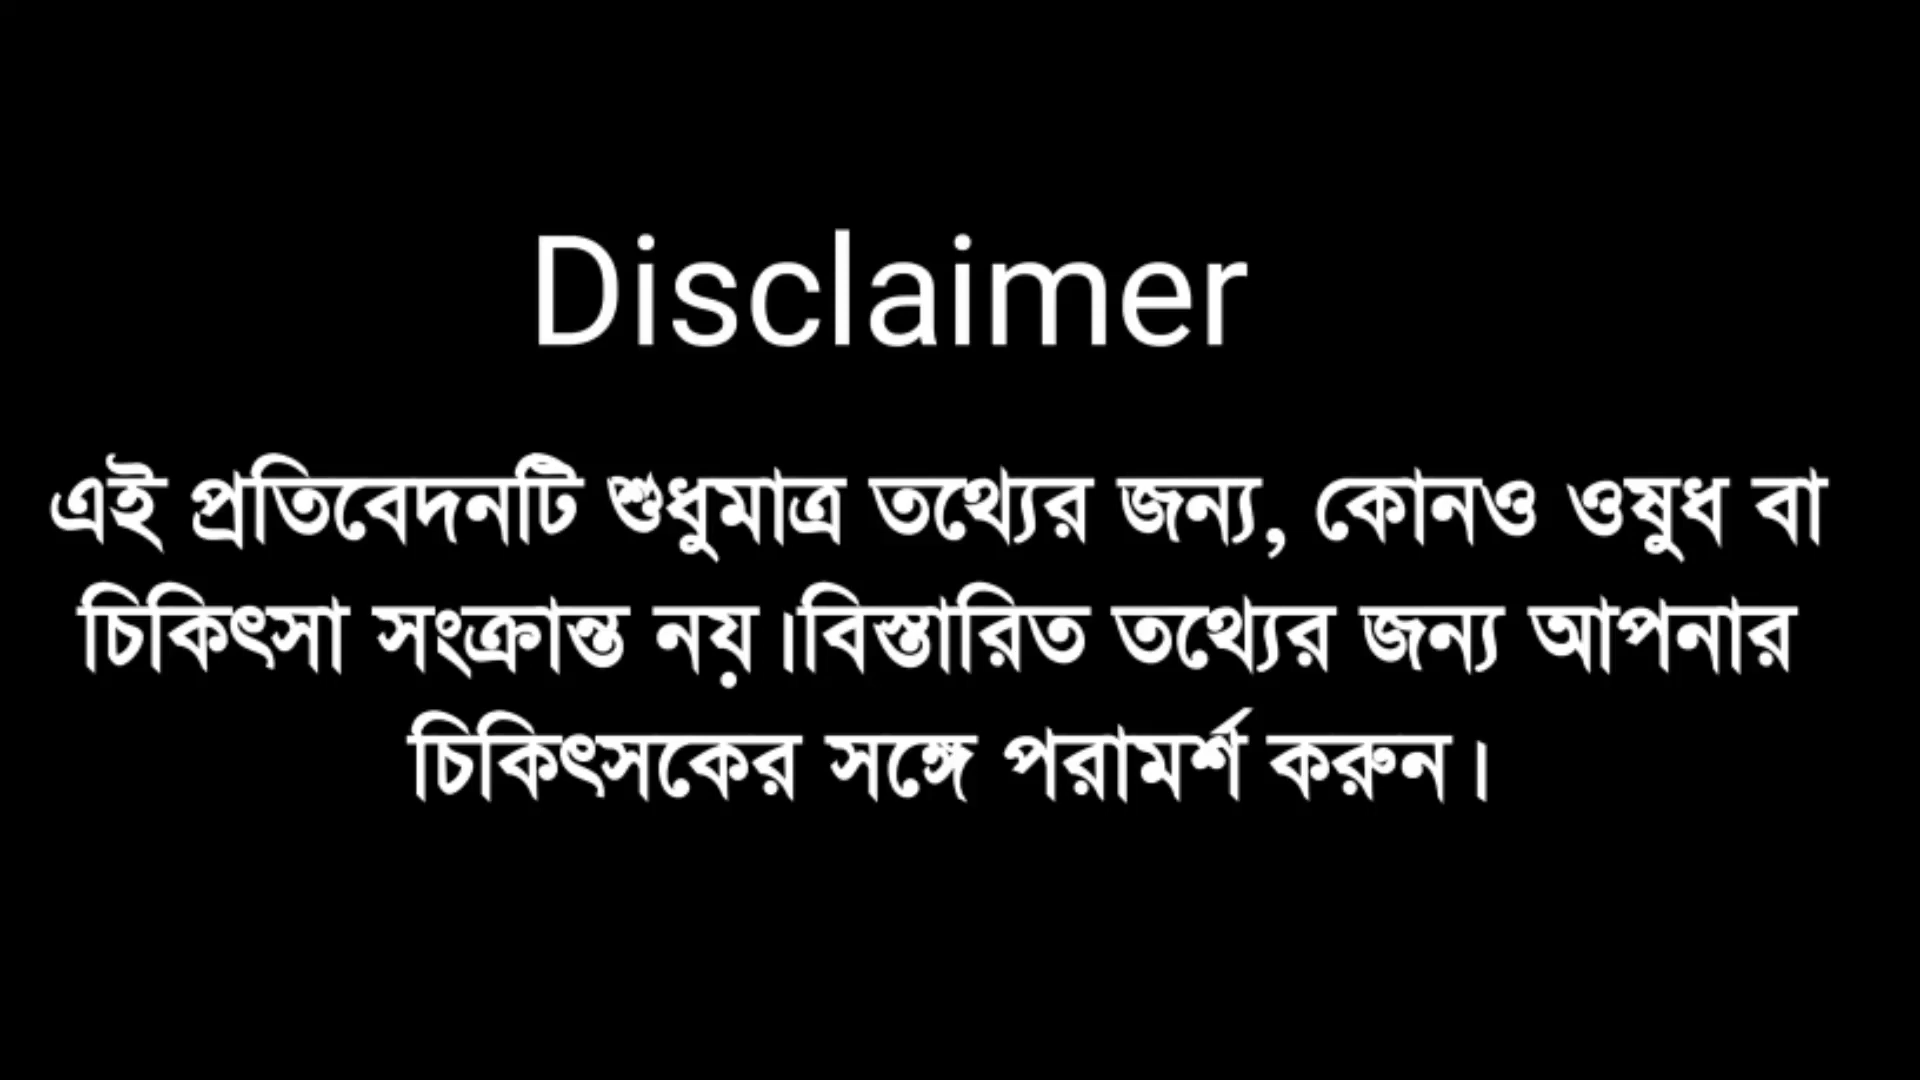 Disclaimer
এই প্রতিবেদনটি শুধুমাত্র তথ্যের জন্য, কোনও ওষুধ বা
চিকিৎসা সংক্রান্ত নয়।বিস্তারিত তথ্যের জন্য আপনার
চিকিৎসকের সঙ্গে পরামর্শ করুন।